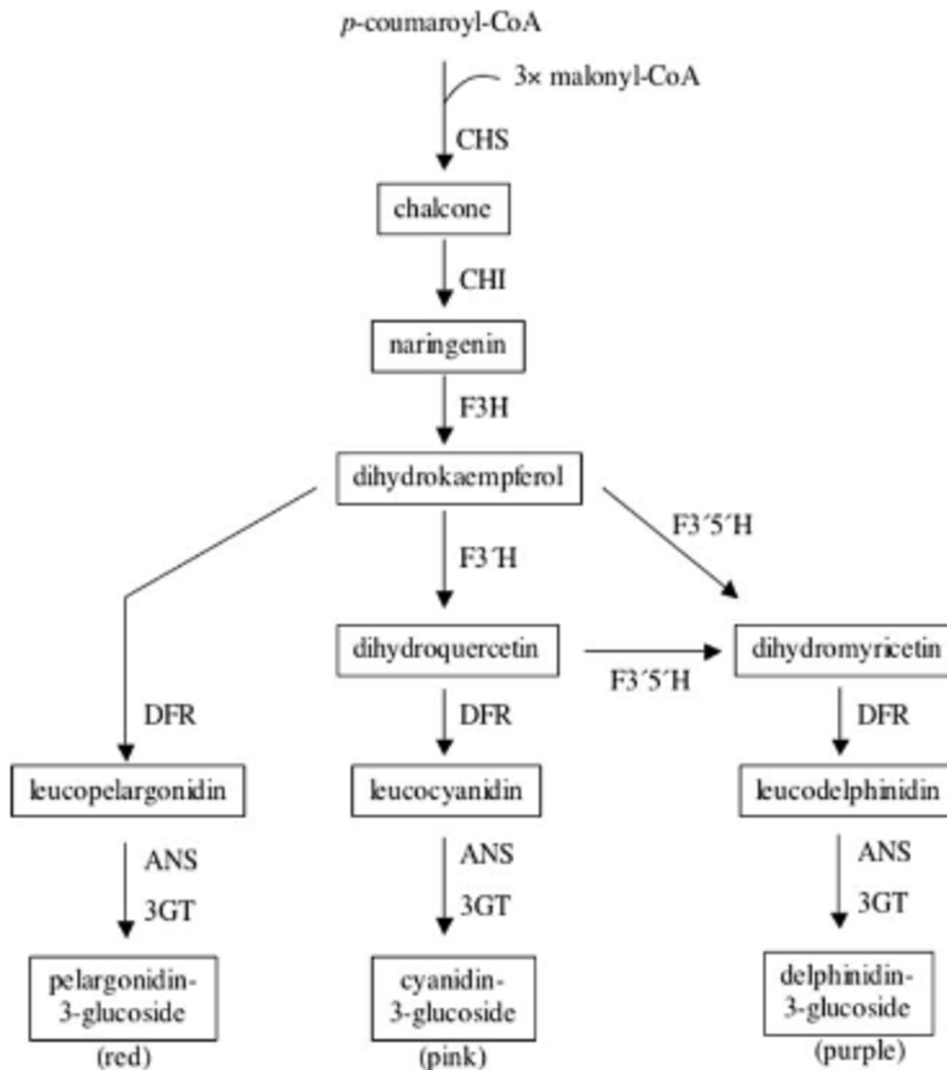 p-coumaroyl-CoA
3× malonyl-CoA
CHS
chalcone
CHI
naringenin
F3H
dihydrokaempferol
F3´5´H
F3´H
dihydroquercetin
dihydromyricetin
F3´5´H
DFR
DFR
DFR
leucopelargonidin
leucocyanidin
leucodelphinidin
ANS
ANS
ANS
3GT
3GT
3GT
pelargonidin-
3-glucoside
cyanidin-
3-glucoside
delphinidin-
3-glucoside
(red)
(pink)
(purple)